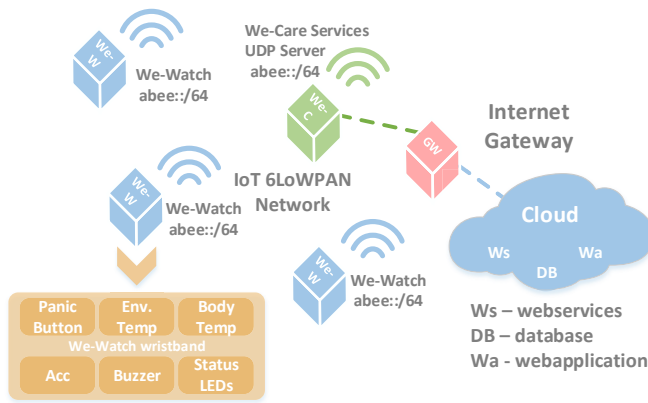 We-W
We-Watch
abee::/64
We-Care Services
UDP Server
abee::/64
We-C
GW
Internet
Gateway
We-W
We-Watch
abee::/64
IoT 6LoWPAN
Network
Cloud
Ws
Wa
DB
We-W
We-Watch
abee::/64
Panic
Button
Env.
Temp
Body
Temp
We-Watch wristband
Acc
Buzzer
Status
LEDs
Ws – webservices
DB – database
Wa - webapplication